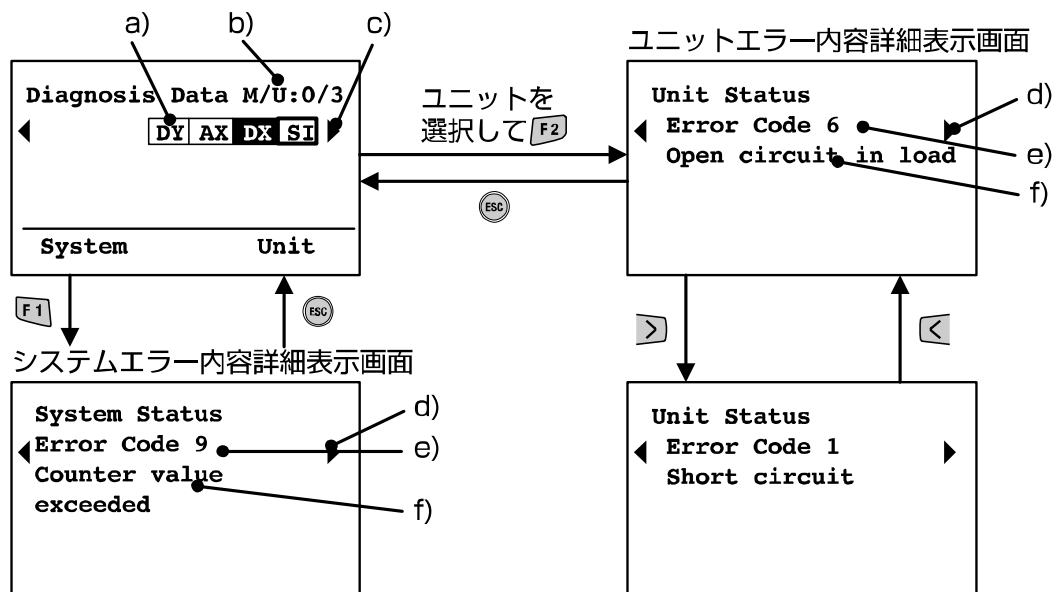 a)
b)
c)
Diagnosis Data M/U:0/3
DY AX DX SI
System Unit
ユニットを
選択して F2
ESC
ユニットエラー内容詳細表示画面
Unit Status
Error Code 6
Open circuit in load
d)
e)
f)
F1
ESC
システムエラー内容詳細表示画面
System Status
Error Code 9
Counter value
exceeded
d)
e)
f)
Unit Status
Error Code 1
Short circuit